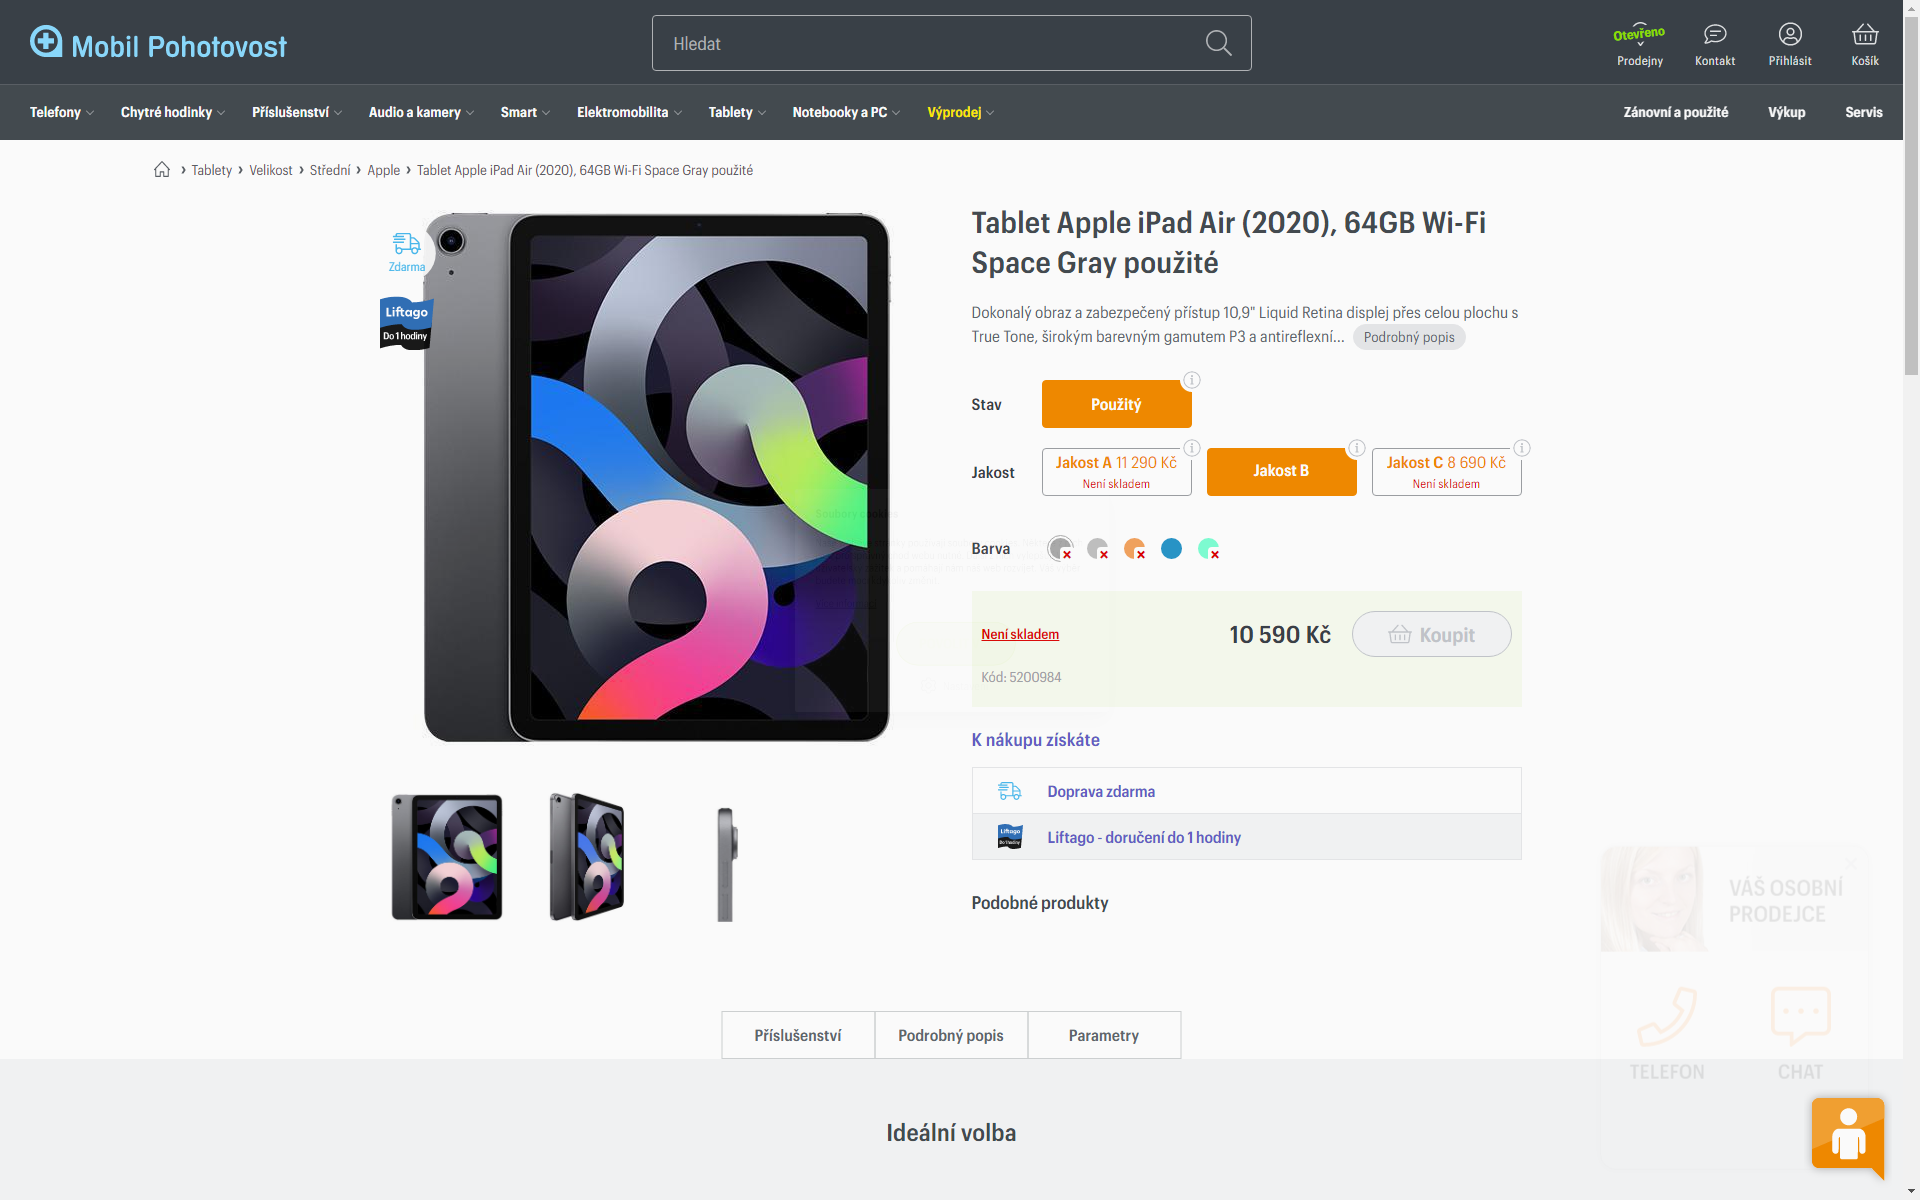 Mobil Pohotovost
Hledat
Otevřeno
Prodejny
Kontakt
Přihlásit
Košík
Telefony
Chytré hodinky
Příslušenství
Audio a kamery
Smart
Elektromobilita
Tablety
Notebooky a PC
Výprodej
Zánovní a použité
Výkup
Servis
› Tablety › Velikost › Střední › Apple › Tablet Apple iPad Air (2020), 64GB Wi-Fi Space Gray použité
Zdarma
Liftago
Do 1 hodiny
Tablet Apple iPad Air (2020), 64GB Wi-Fi
Space Gray použité
Dokonalý obraz a zabezpečený přístup 10,9" Liquid Retina displej přes celou plochu s
True Tone, širokým barevným gamutem P3 a antireflexní... Podrobný popis
Stav
Použitý
Jakost
Jakost A 11 290 Kč
Není skladem
Jakost B
Jakost C 8 690 Kč
Není skladem
Barva
Není skladem
10 590 Kč
Koupit
Kód: 5200984
K nákupu získáte
Doprava zdarma
Liftago
Do 1 hodiny
Liftago - doručení do 1 hodiny
Podobné produkty
VÁŠ OSOBNÍ
PRODEJCE
TELEFON
CHAT
Příslušenství
Podrobný popis
Parametry
Ideální volba